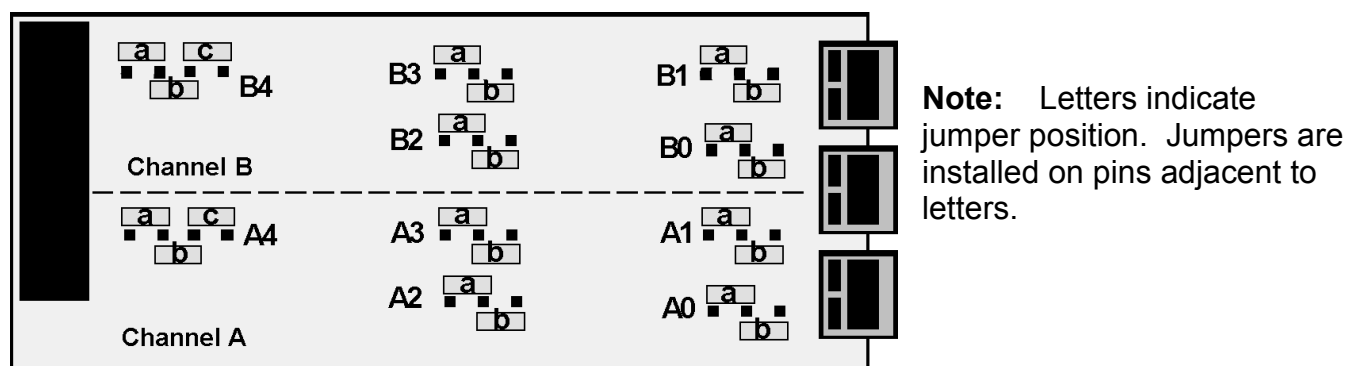 a c
b B4
B3 a
b
B1 a
b
B2 a
b
B0 a
b
Channel B
a c
b A4
A3 a
b
A1 a
b
A2 a
b
A0 a
b
Channel A
Note: Letters indicate
jumper position. Jumpers are
installed on pins adjacent to
letters.